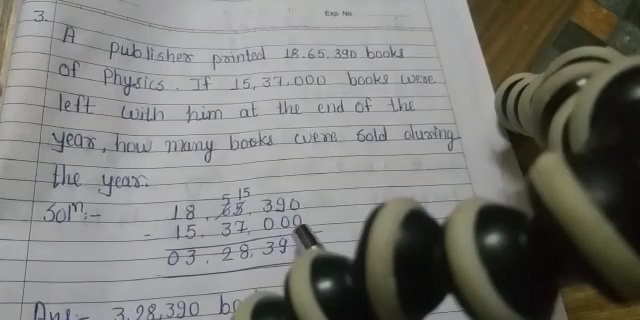 Exp. No.
3.
A publisher printed 18.65.390 books
of Physics. If 15,37,000 books were
left with him at the end of the
year, how many books were sold during
the year.
5 15
Soln:- 18.65.390
- 15.37,000
03.28.39
Ans:- 3,28,390